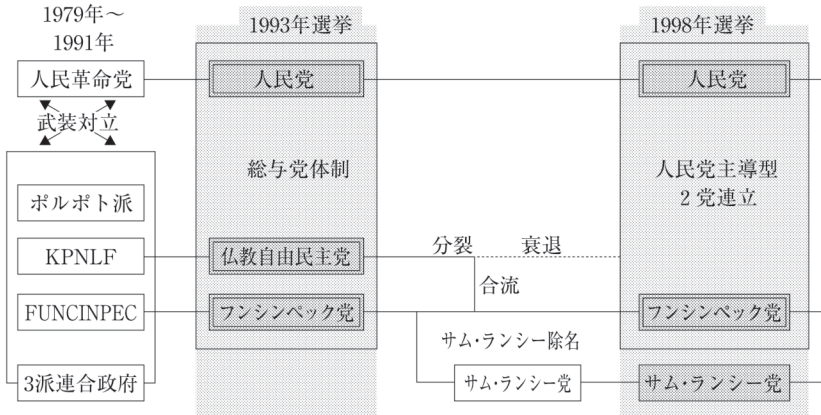 1979年～
1991年
人民革命党
武装対立
ポルポト派
KPNLF
FUNCINPEC
3派連合政府
1993年選挙
人民党
総与党体制
仏教自由民主党
フンシンペック党
分裂
衰退
合流
サム・ランシー除名
サム・ランシー党
1998年選挙
人民党
人民党主導型
2党連立
フンシンペック党
サム・ランシー党